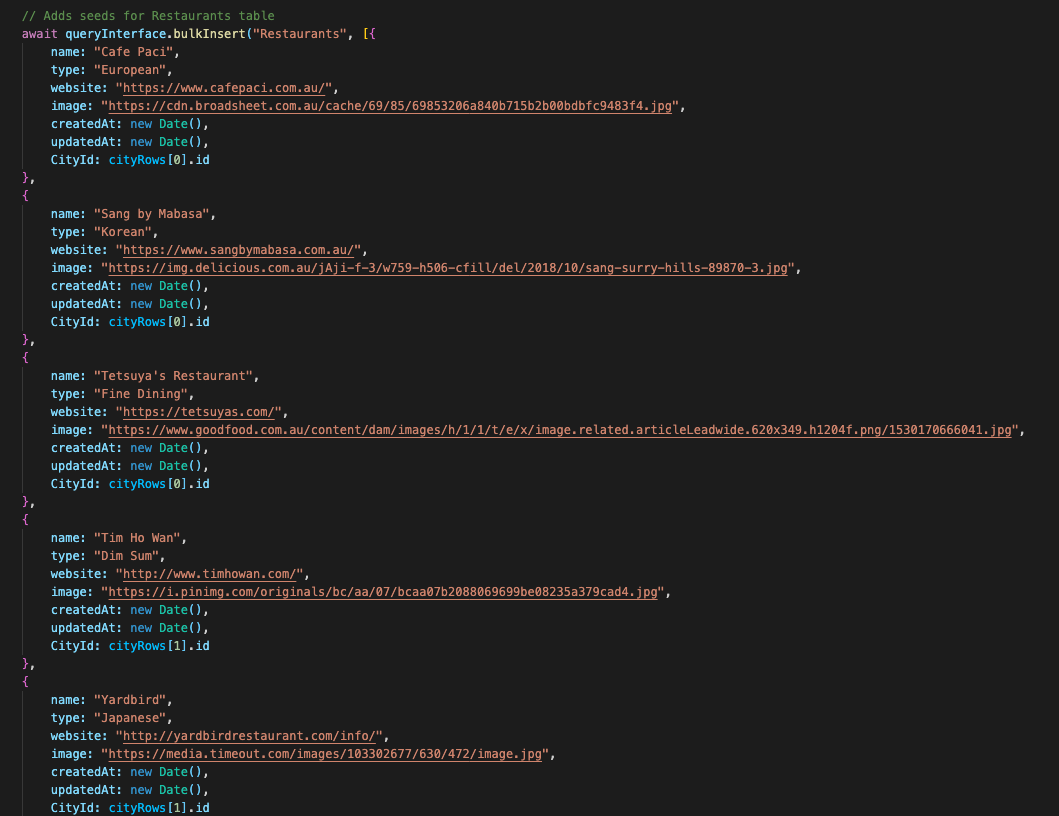 // Adds seeds for Restaurants table
await queryInterface.bulkInsert("Restaurants", [{
name: "Cafe Paci",
type: "European",
website: "https://www.cafepaci.com.au/",
image: "https://cdn.broadsheet.com.au/cache/69/85/69853206a840b715b2b00bdbfc9483f4.jpg",
createdAt: new Date(),
updatedAt: new Date(),
CityId: cityRows[0].id
},
{
name: "Sang by Mabasa",
type: "Korean",
website: "https://www.sangbymabasa.com.au/",
image: "https://img.delicious.com.au/jAji-f-3/w759-h506-cfill/del/2018/10/sang-surry-hills-89870-3.jpg",
createdAt: new Date(),
updatedAt: new Date(),
CityId: cityRows[0].id
},
{
name: "Tetsuya's Restaurant",
type: "Fine Dining",
website: "https://tetsuyas.com/",
image: "https://www.goodfood.com.au/content/dam/images/h/1/1/t/e/x/image.related.articleLeadwide.620x349.h1204f.png/1530170666041.jpg",
createdAt: new Date(),
updatedAt: new Date(),
CityId: cityRows[0].id
},
{
name: "Tim Ho Wan",
type: "Dim Sum",
website: "http://www.timhowan.com/",
image: "https://i.pinimg.com/originals/bc/aa/07/bcaa07b2088069699be08235a379cad4.jpg",
createdAt: new Date(),
updatedAt: new Date(),
CityId: cityRows[1].id
},
{
name: "Yardbird",
type: "Japanese",
website: "http://yardbirdrestaurant.com/info/",
image: "https://media.timeout.com/images/103302677/630/472/image.jpg",
createdAt: new Date(),
updatedAt: new Date(),
CityId: cityRows[1].id